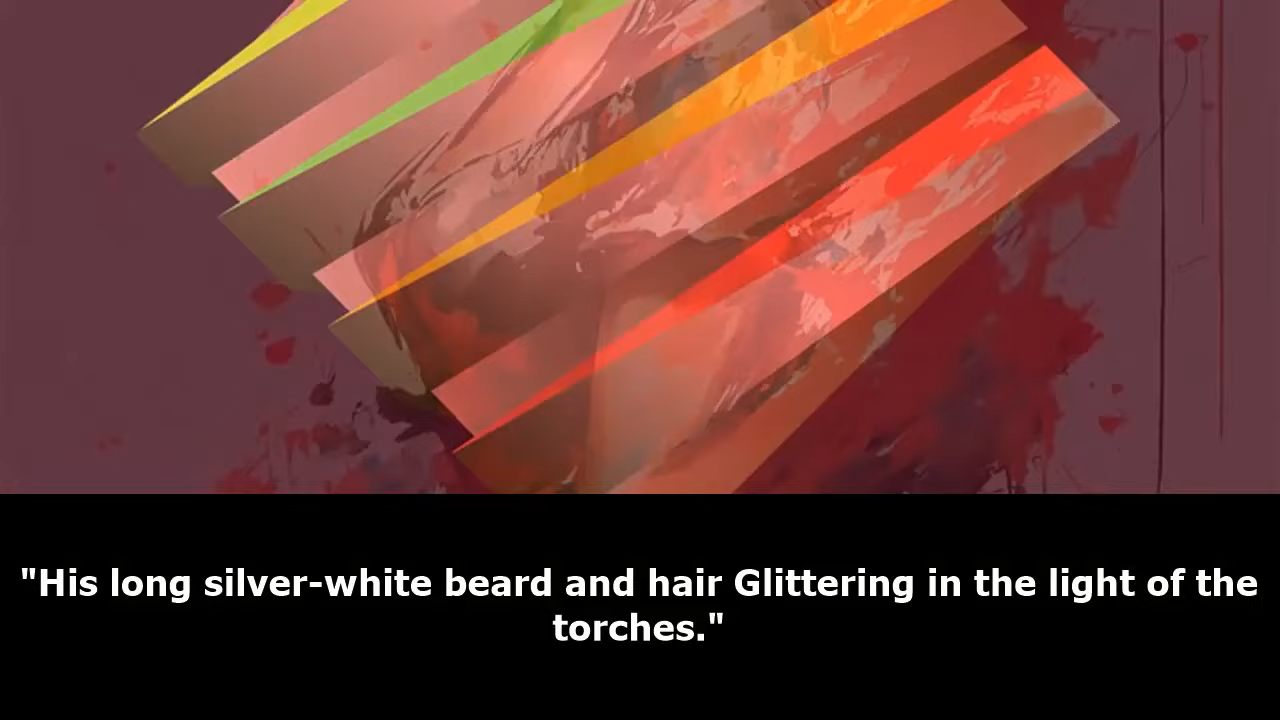 "His long silver-white beard and hair Glittering in the light of the
torches."